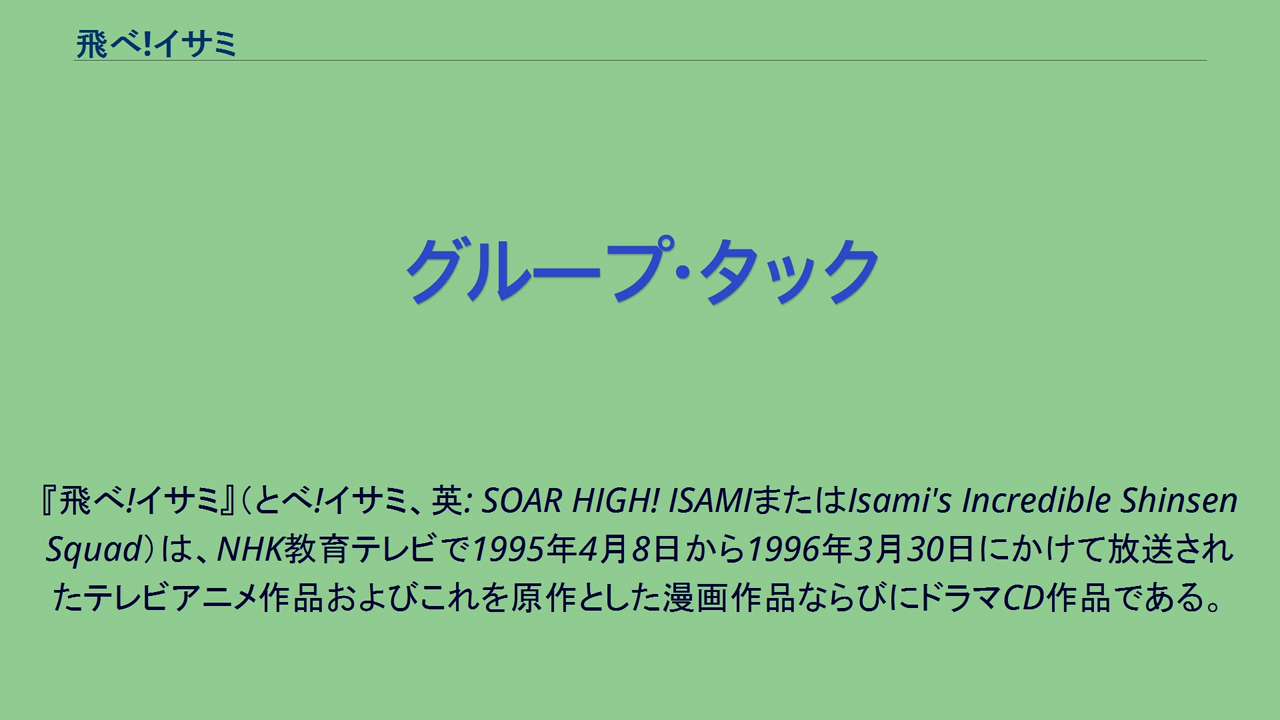 飛べ!イサミ
グループ・タック
『飛べ!イサミ』（とべ!イサミ、英: SOAR HIGH! ISAMIまたはIsami's Incredible Shinsen
Squad）は、NHK教育テレビで1995年4月8日から1996年3月30日にかけて放送され
たテレビアニメ作品およびこれを原作とした漫画作品ならびにドラマCD作品である。